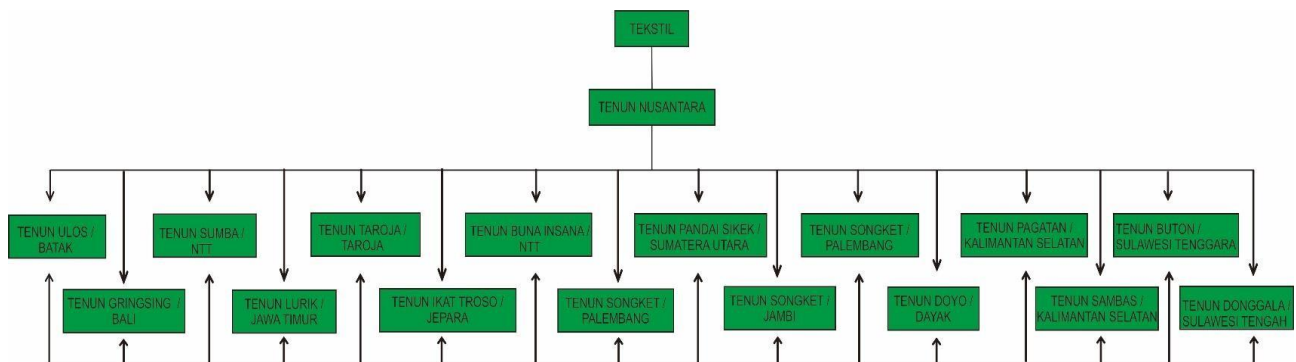 TEKSTIL
TENUN NUSANTARA
TENUN ULOS /
BATAK
TENUN SUMBA /
NTT
TENUN TAROJA /
TAROJA
TENUN BUNA INSANA /
NTT
TENUN PANDAI SIKEK /
SUMATERA UTARA
TENUN SONGKET /
PALEMBANG
TENUN PAGATAN /
KALIMANTAN SELATAN
TENUN BUTON /
SULAWESI TENGGARA
TENUN GRINGSING /
BALI
TENUN LURIK /
JAWA TIMUR
TENUN IKAT TROSO /
JEPARA
TENUN SONGKET /
PALEMBANG
TENUN SONGKET /
JAMBI
TENUN DOYO /
DAYAK
TENUN SAMBAS /
KALIMANTAN SELATAN
TENUN DONGGALA /
SULAWESI TENGAH